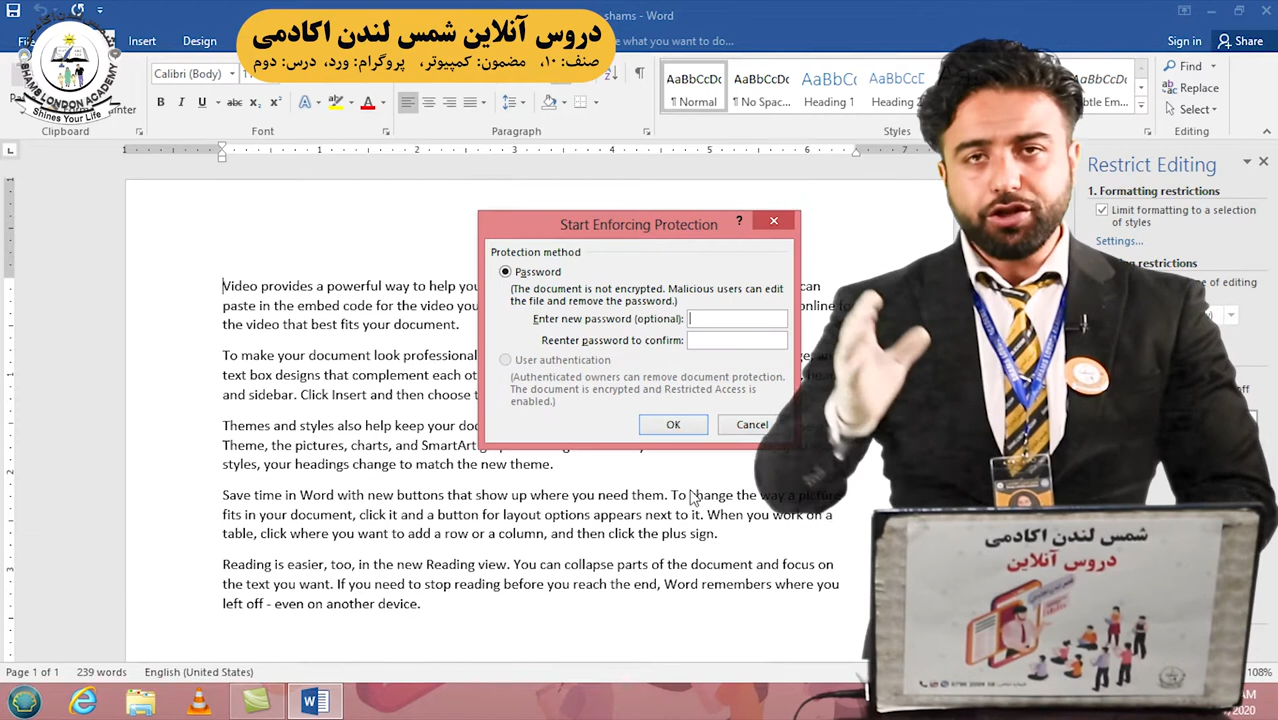 shams - Word
دروس آنلاین شمس لندن اکادمی
صنف: ۱۰، مضمون: کمپیوتر، پروگرام: ورد، درس: دوم
SHAMS LONDON ACADEMY
Shines Your Life
Insert
Design
you want to do...
Sign in
Share
Calibri (Body)
AaBbCcDc
AaBbCcDc
AaBbCc
AaBbCcD
¶ Normal
¶ No Spac...
Heading 1
Heading 2
Find
Replace
Select
Clipboard
Font
Paragraph
Styles
Editing
Restrict Editing
1. Formatting restrictions
Limit formatting to a selection
of styles
Settings...
Start Enforcing Protection
Protection method
Password
(The document is not encrypted. Malicious users can edit
the file and remove the password.)
Enter new password (optional):
Reenter password to confirm:
User authentication
(Authenticated owners can remove document protection.
The document is encrypted and Restricted Access is
enabled.)
OK
Cancel
Video provides a powerful way to help you
can
paste in the embed code for the video you
online for
the video that best fits your document.
To make your document look professional
text box designs that complement each ot
and sidebar. Click Insert and then choose
Themes and styles also help keep your doc
Theme, the pictures, charts, and SmartArt
styles, your headings change to match the new theme.
Save time in Word with new buttons that show up where you need them. To change the way a picture
fits in your document, click it and a button for layout options appears next to it. When you work on a
table, click where you want to add a row or a column, and then click the plus sign.
Reading is easier, too, in the new Reading view. You can collapse parts of the document and focus on
the text you want. If you need to stop reading before you reach the end, Word remembers where you
left off - even on another device.
شمس لندن اکادمی
دروس آنلاین
Page 1 of 1
239 words
English (United States)
108%